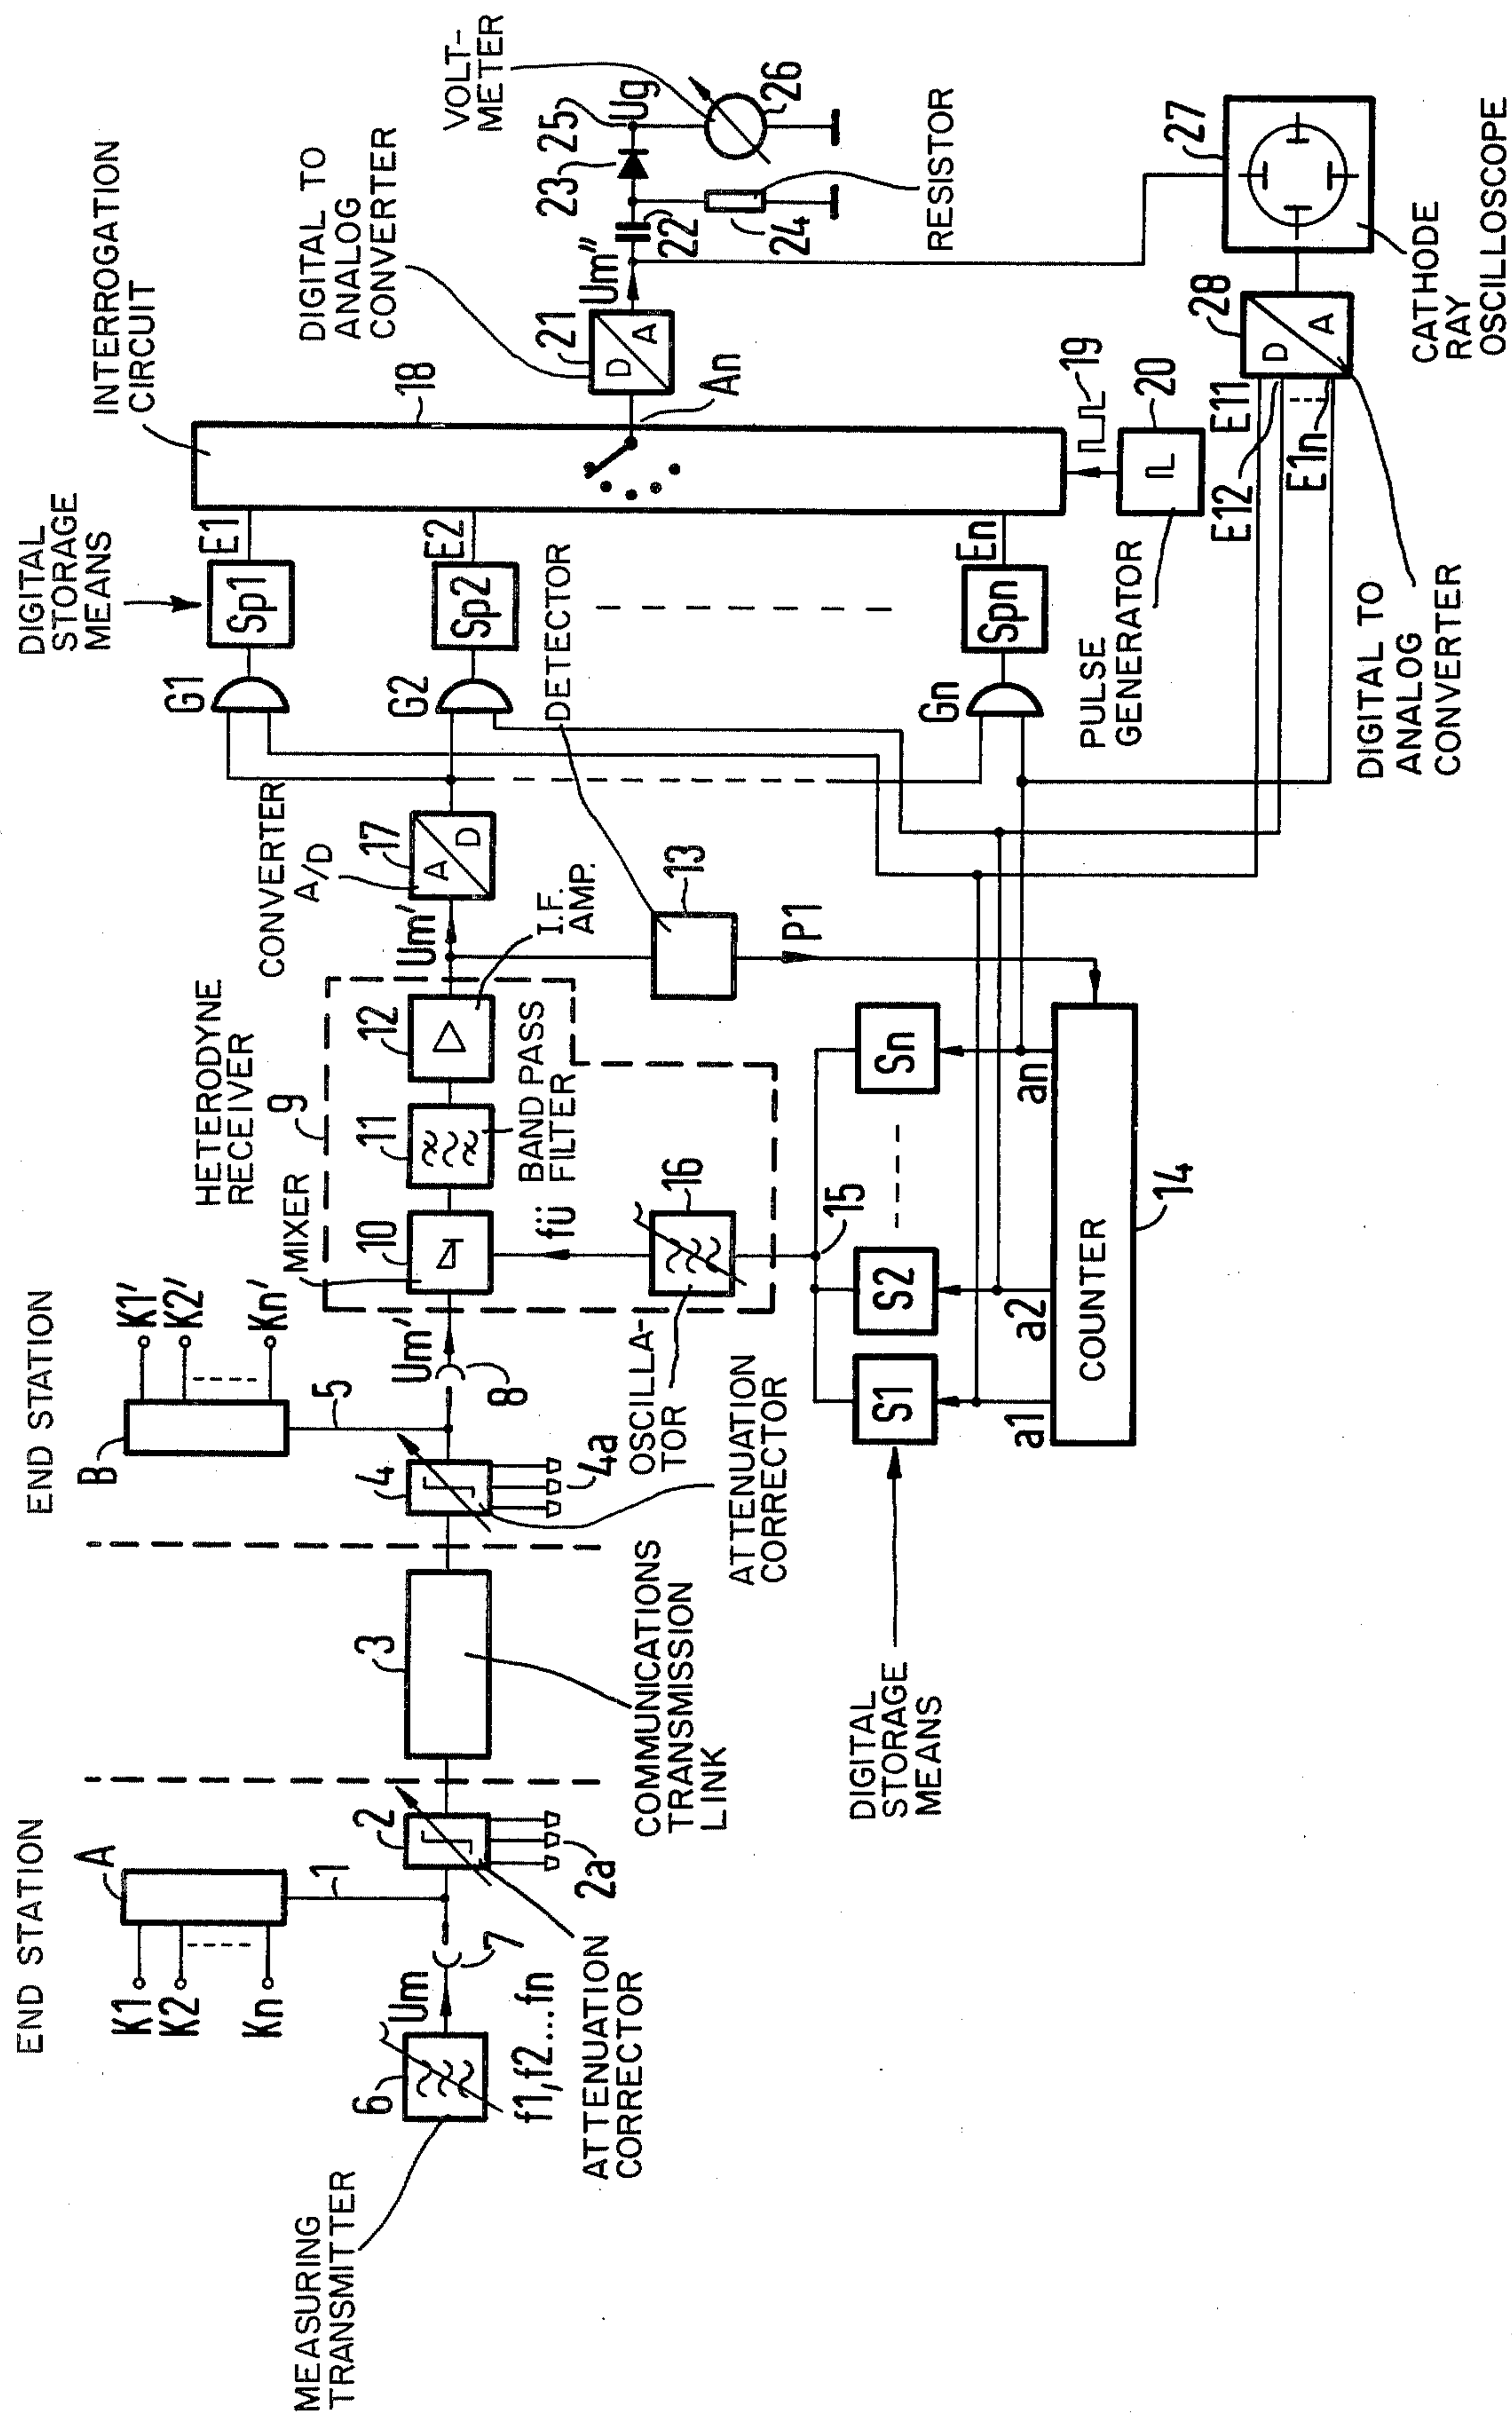 END STATION
END STATION
A
K1
K2
Kn
1
B
K1'
K2'
Kn'
5
MEASURING
TRANSMITTER
6
Um
f1,f2...fn
7
2
2a
ATTENUATION
CORRECTOR
3
COMMUNICATIONS
TRANSMISSION
LINK
4
4a
ATTENUATION
CORRECTOR
Um'
8
HETERODYNE
RECEIVER
9
MIXER
10
11
BAND PASS
FILTER
12
I.F.
AMP.
fü
16
OSCILLA-
TOR
15
Um'
CONVERTER
A/D
17
A
D
DETECTOR
13
P1
S1
S2
Sn
a1
a2
an
COUNTER
14
DIGITAL
STORAGE
MEANS
DIGITAL
STORAGE
MEANS
G1
G2
Gn
Sp1
Sp2
Spn
E1
E2
En
INTERROGATION
CIRCUIT
18
An
19
20
PULSE
GENERATOR
DIGITAL TO
ANALOG
CONVERTER
21
D
A
Um"
22
23
24
RESISTOR
25
Ug
VOLT-
METER
26
27
CATHODE
RAY
OSCILLOSCOPE
28
D
A
E11
E12
E1n
DIGITAL TO
ANALOG
CONVERTER